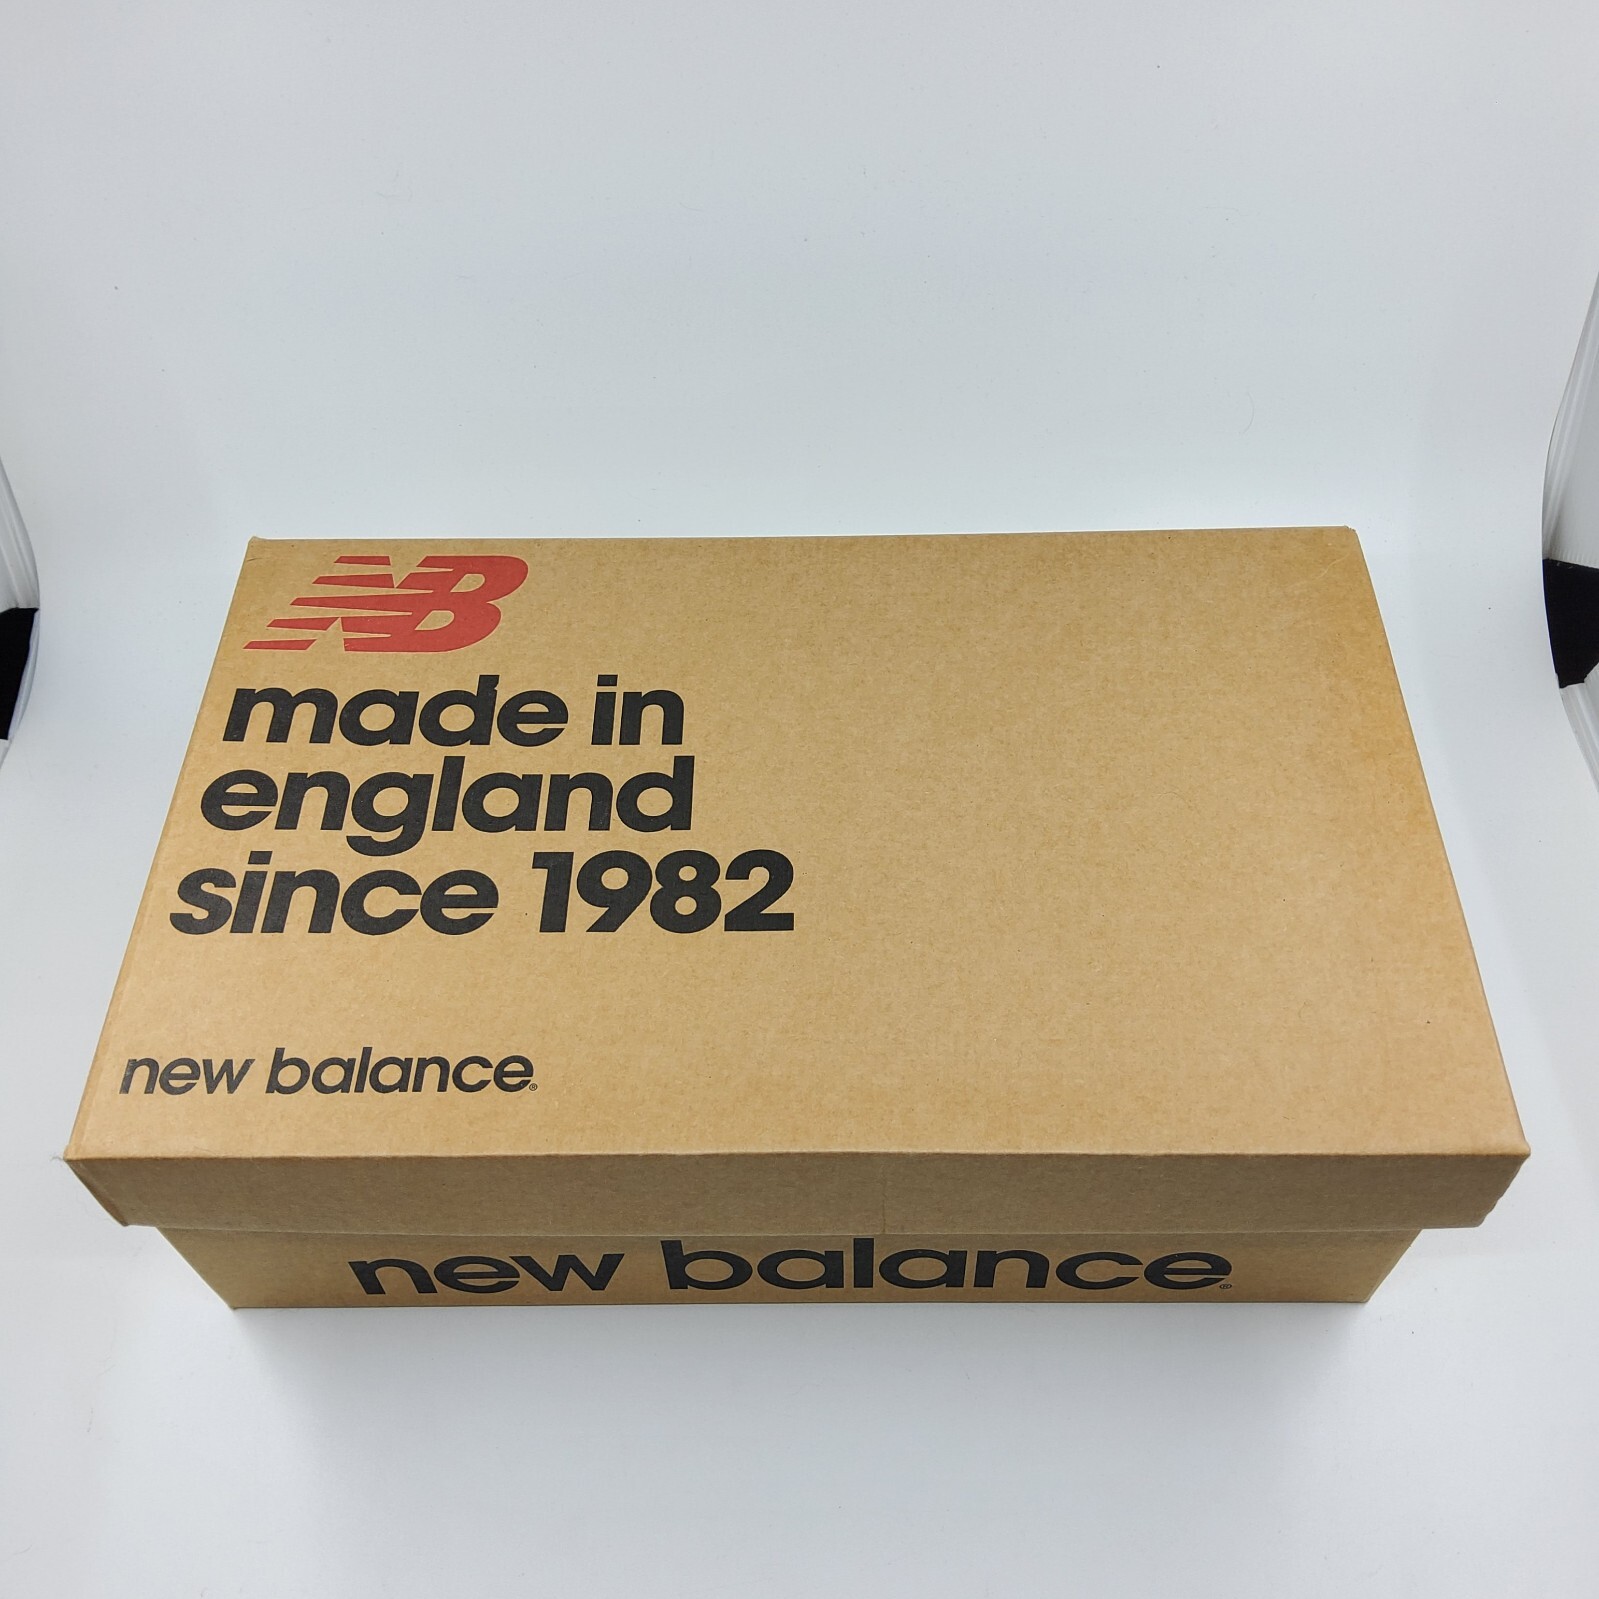 NB
made in
england
since 1982
new balance®
new balance®